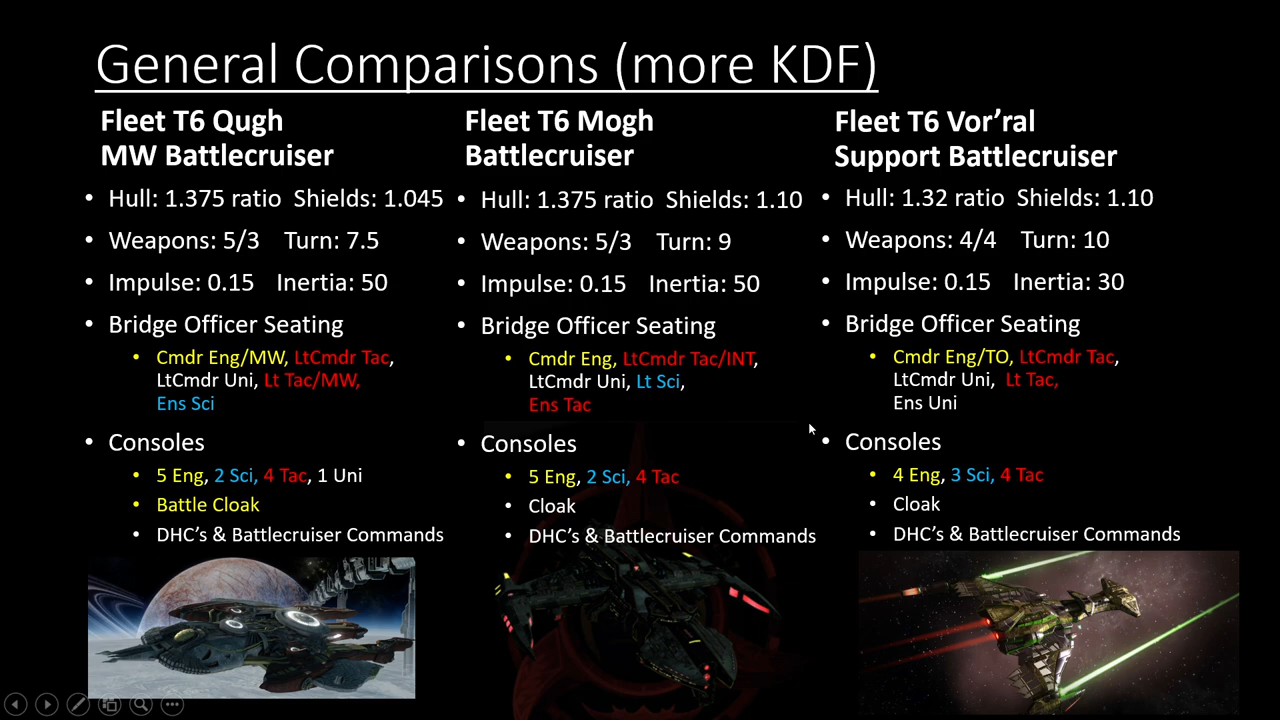 General Comparisons (more KDF)
Fleet T6 Qugh
MW Battlecruiser
• Hull: 1.375 ratio Shields: 1.045
• Weapons: 5/3 Turn: 7.5
• Impulse: 0.15 Inertia: 50
• Bridge Officer Seating
• Cmdr Eng/MW, LtCmdr Tac,
LtCmdr Uni, Lt Tac/MW,
Ens Sci
• Consoles
• 5 Eng, 2 Sci, 4 Tac, 1 Uni
• Battle Cloak
• DHC's & Battlecruiser Commands
Fleet T6 Mogh
Battlecruiser
• Hull: 1.375 ratio Shields: 1.10
• Weapons: 5/3 Turn: 9
• Impulse: 0.15 Inertia: 50
• Bridge Officer Seating
• Cmdr Eng, LtCmdr Tac/INT,
LtCmdr Uni, Lt Sci,
Ens Tac
• Consoles
• 5 Eng, 2 Sci, 4 Tac
• Cloak
• DHC's & Battlecruiser Commands
Fleet T6 Vor’ral
Support Battlecruiser
• Hull: 1.32 ratio Shields: 1.10
• Weapons: 4/4 Turn: 10
• Impulse: 0.15 Inertia: 30
• Bridge Officer Seating
• Cmdr Eng/TO, LtCmdr Tac,
LtCmdr Uni, Lt Tac,
Ens Uni
• Consoles
• 4 Eng, 3 Sci, 4 Tac
• Cloak
• DHC's & Battlecruiser Commands